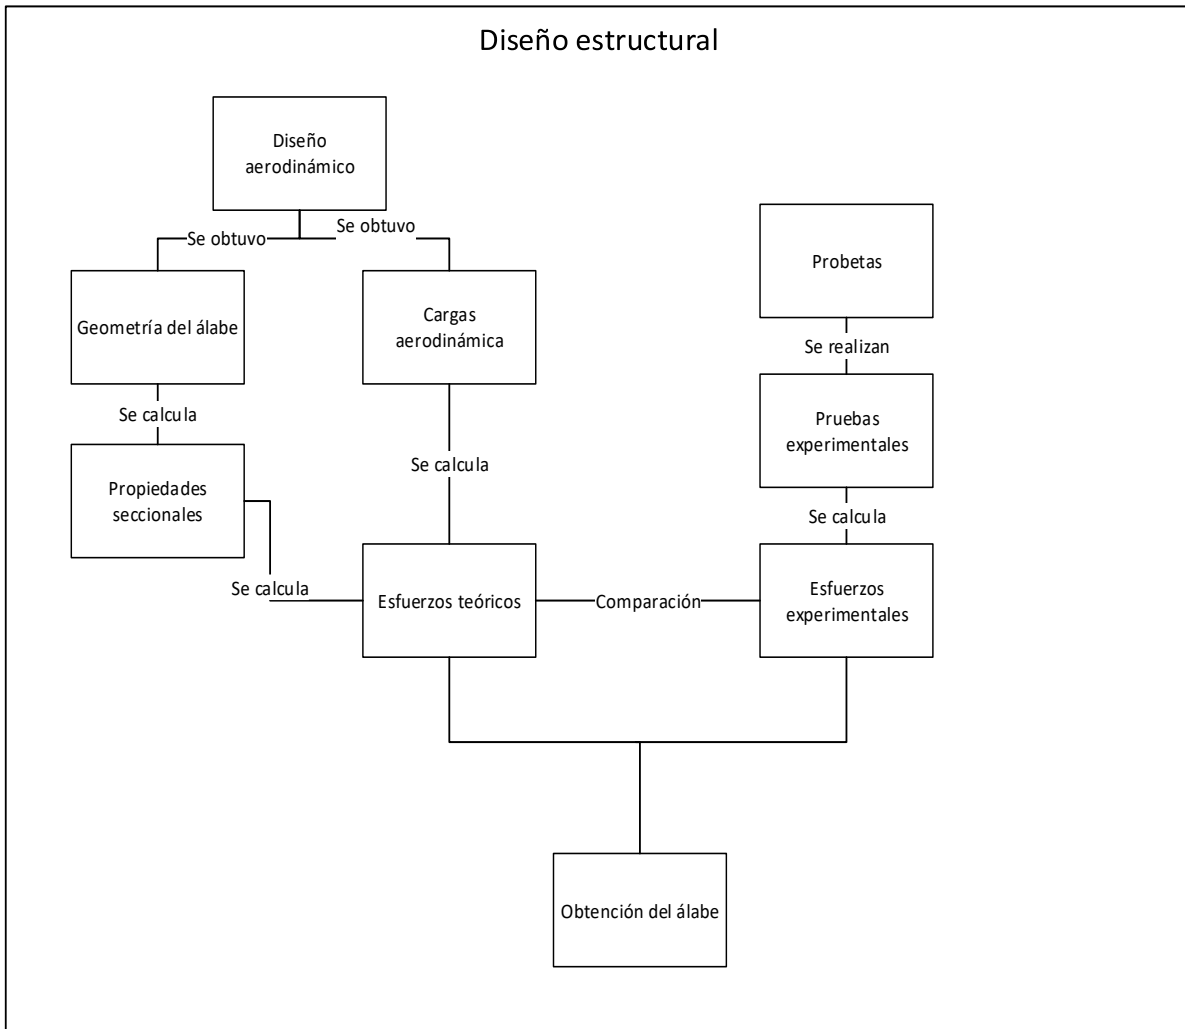 Diseño estructural
Diseño
aerodinámico
Se obtuvo
Se obtuvo
Probetas
Geometría del álabe
Cargas
aerodinámica
Se realizan
Se calcula
Pruebas
experimentales
Se calcula
Propiedades
seccionales
Se calcula
Se calcula
Esfuerzos teóricos
Comparación
Esfuerzos
experimentales
Obtención del álabe